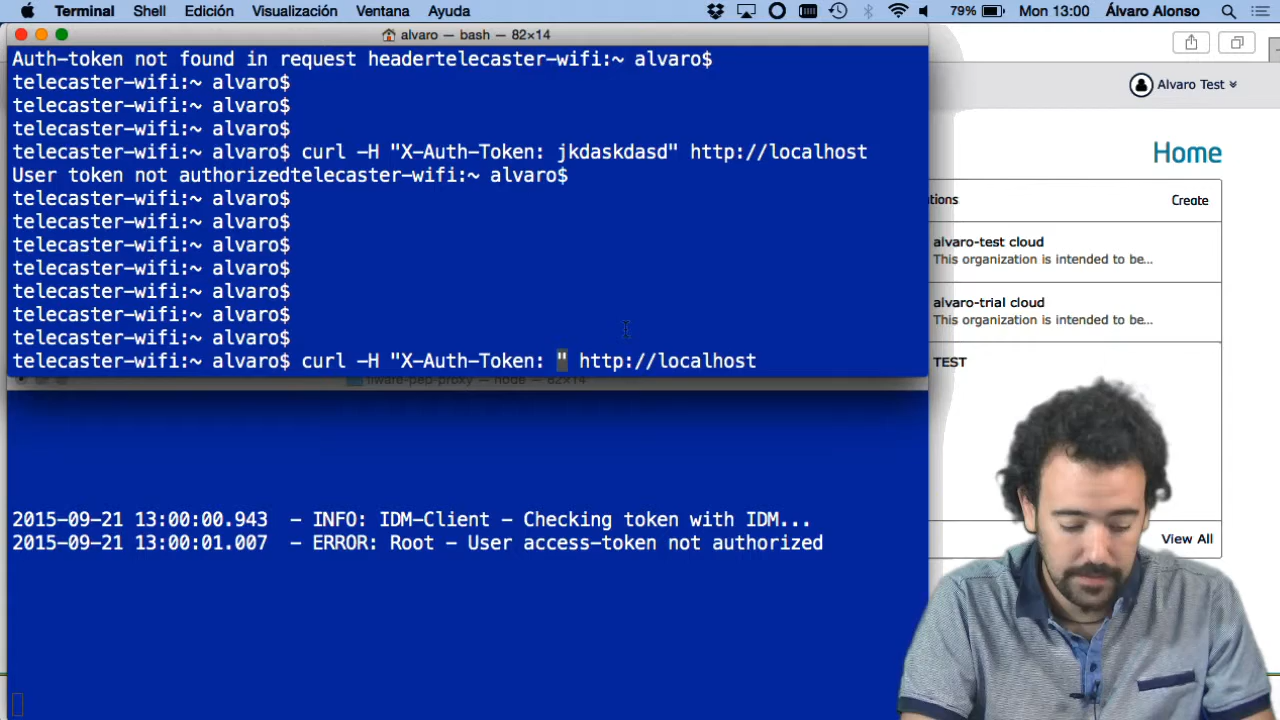 Terminal Shell Edición Visualización Ventana Ayuda 79% Mon 13:00 Álvaro Alonso
alvaro — bash — 82×14
Auth-token not found in request headertelecaster-wifi:~ alvaro$
telecaster-wifi:~ alvaro$
telecaster-wifi:~ alvaro$
telecaster-wifi:~ alvaro$
telecaster-wifi:~ alvaro$ curl -H "X-Auth-Token: jkdaskdasd" http://localhost
User token not authorizedtelecaster-wifi:~ alvaro$
telecaster-wifi:~ alvaro$
telecaster-wifi:~ alvaro$
telecaster-wifi:~ alvaro$
telecaster-wifi:~ alvaro$
telecaster-wifi:~ alvaro$
telecaster-wifi:~ alvaro$
telecaster-wifi:~ alvaro$
telecaster-wifi:~ alvaro$ curl -H "X-Auth-Token: " http://localhost
fiware-pep-proxy — node — 82×14
2015-09-21 13:00:00.943 - INFO: IDM-Client - Checking token with IDM...
2015-09-21 13:00:01.007 - ERROR: Root - User access-token not authorized
Alvaro Test
Home
Create
alvaro-test cloud
This organization is intended to be...
alvaro-trial cloud
This organization is intended to be...
TEST
View All